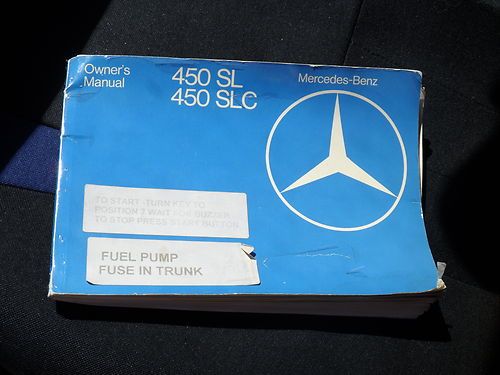 Owner's
Manual
450 SL
450 SLC
Mercedes-Benz
TO START -TURN KEY TO
POSITION 2 WAIT FOR BUZZER
TO STOP PRESS START BUTTON
FUEL PUMP
FUSE IN TRUNK